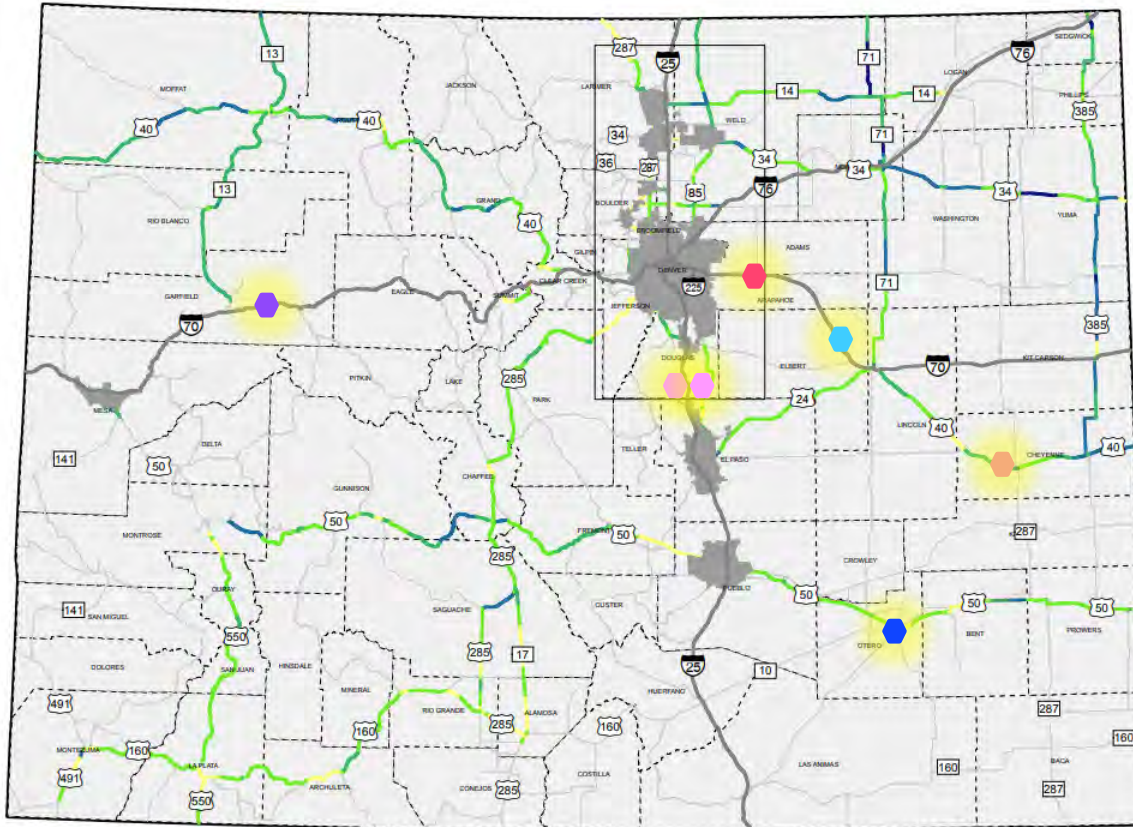 SEDGWICK
13
287
25
71
76
LOGAN
MOFFAT
JACKSON
LARIMER
14
14
PHILLIPS
385
40
40
WELD
34
71
34
34
36
287
34
34
13
85
76
YUMA
RIO BLANCO
GRAND
BOULDER
WASHINGTON
40
BROOMFIELD
GILPIN
ADAMS
DENVER
CLEAR CREEK
GARFIELD
EAGLE
SUMMIT
225
ARAPAHOE
71
JEFFERSON
70
385
DOUGLAS
KIT CARSON
PITKIN
LAKE
285
PARK
ELBERT
70
MESA
24
LINCOLN
40
TELLER
DELTA
141
50
EL PASO
CHEYENNE
40
CHAFFEE
GUNNISON
50
MONTROSE
FREMONT
50
287
285
CROWLEY
OURAY
PUEBLO
50
50
50
141
SAN MIGUEL
SAGUACHE
CUSTER
BENT
PROWERS
550
OTERO
DOLORES
SAN JUAN
HINSDALE
285
17
25
10
MINERAL
HUERFANO
491
RIO GRANDE
ALAMOSA
287
MONTEZUMA
160
160
285
160
160
LA PLATA
LAS ANIMAS
160
BACA
491
COSTILLA
550
ARCHULETA
CONEJOS
285
287